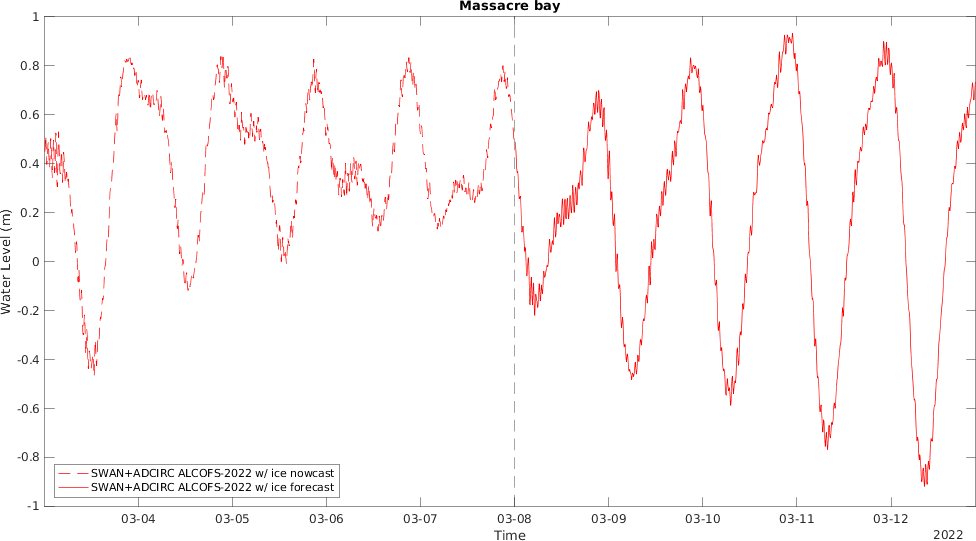 Massacre bay
Water Level (m)
1
0.8
0.6
0.4
0.2
0
-0.2
-0.4
-0.6
-0.8
-1
SWAN+ADCIRC ALCOFS-2022 w/ ice nowcast
SWAN+ADCIRC ALCOFS-2022 w/ ice forecast
03-04 03-05 03-06 03-07 03-08 03-09 03-10 03-11 03-12
Time
2022